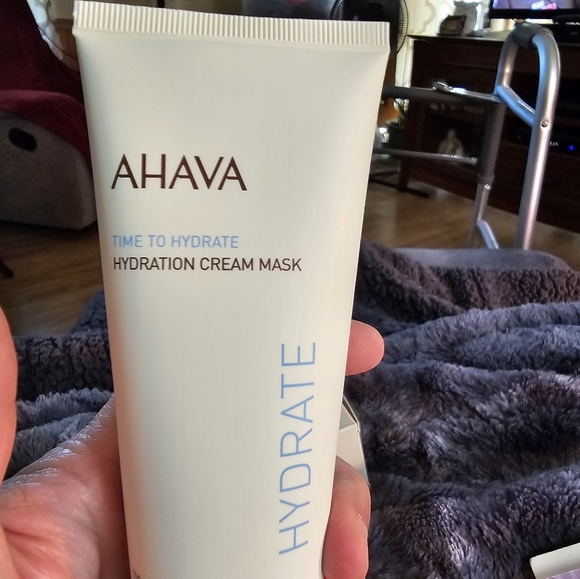 AHAVA
TIME TO HYDRATE
HYDRATION CREAM MASK
HYDRATE